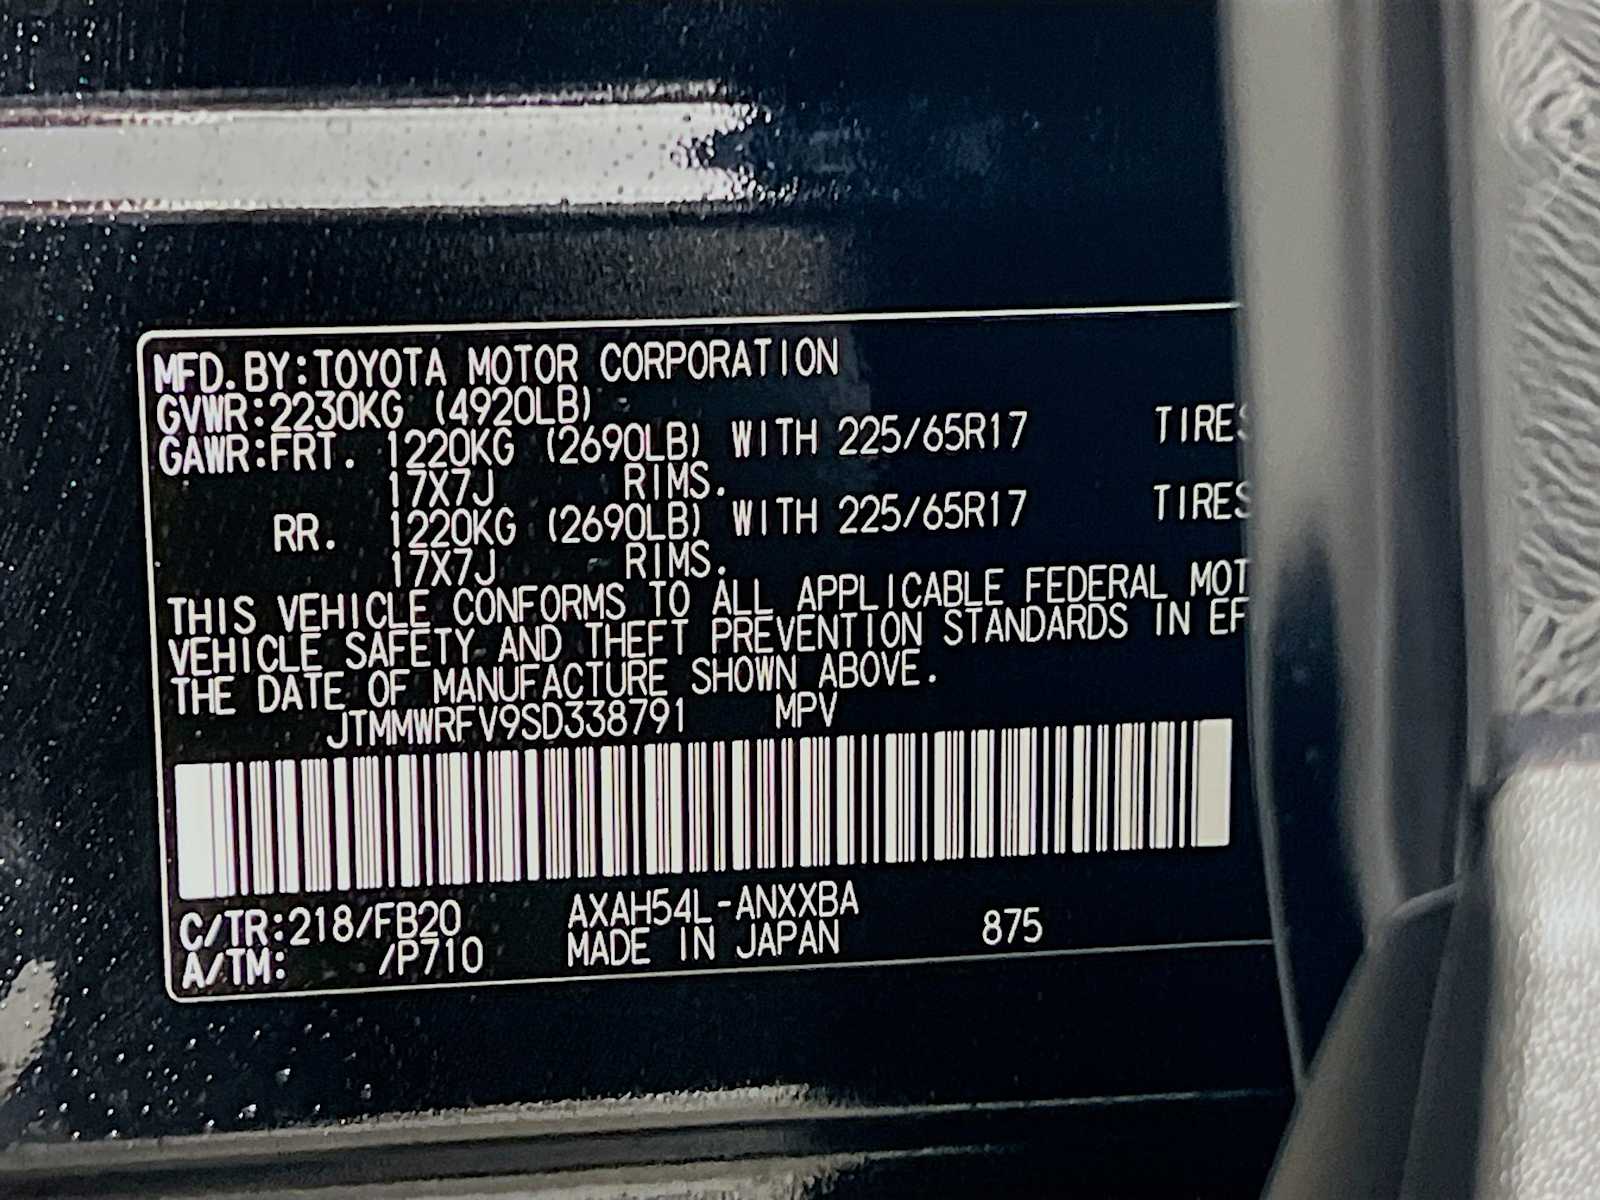 MFD.BY:TOYOTA MOTOR CORPORATION
GVWR:2230KG (4920LB)
GAWR:FRT. 1220KG (2690LB) WITH 225/65R17 TIRES
17X7J RIMS.
RR. 1220KG (2690LB) WITH 225/65R17 TIRES
17X7J RIMS.
THIS VEHICLE CONFORMS TO ALL APPLICABLE FEDERAL MOT
VEHICLE SAFETY AND THEFT PREVENTION STANDARDS IN EF
THE DATE OF MANUFACTURE SHOWN ABOVE.
JTMMWRFV9SD338791 MPV
C/TR:218/FB20 AXAH54L-ANXXBA
A/TM: /P710 MADE IN JAPAN 875